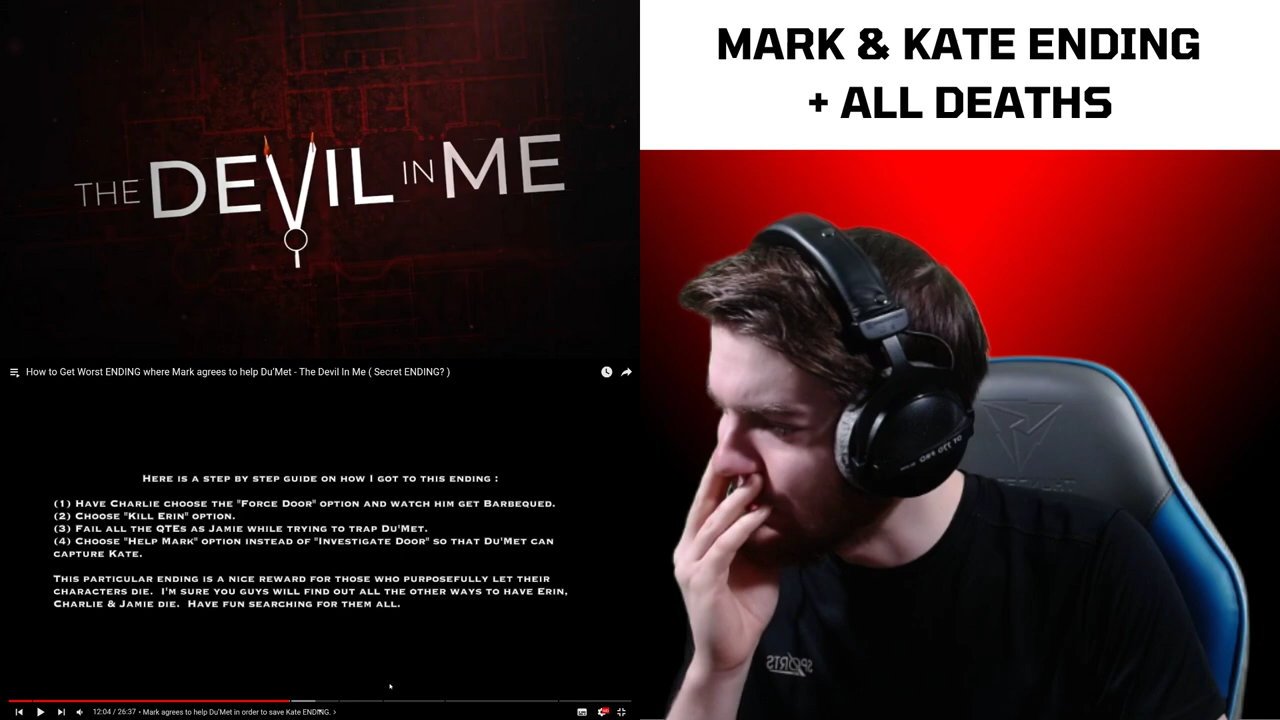 THE DEVIL IN ME
MARK & KATE ENDING
+ ALL DEATHS
How to Get Worst ENDING where Mark agrees to help Du'Met - The Devil In Me ( Secret ENDING? )
HERE IS A STEP BY STEP GUIDE ON HOW I GOT TO THIS ENDING :
(1) HAVE CHARLIE CHOOSE THE "FORCE DOOR" OPTION AND WATCH HIM GET BARBEQUED.
(2) CHOOSE "KILL ERIN" OPTION.
(3) FAIL ALL THE QTES AS JAMIE WHILE TRYING TO TRAP DU'MET.
(4) CHOOSE "HELP MARK" OPTION INSTEAD OF "INVESTIGATE DOOR" SO THAT DU'MET CAN
CAPTURE KATE.
THIS PARTICULAR ENDING IS A NICE REWARD FOR THOSE WHO PURPOSEFULLY LET THEIR
CHARACTERS DIE. I'M SURE YOU GUYS WILL FIND OUT ALL THE OTHER WAYS TO HAVE ERIN,
CHARLIE & JAMIE DIE. HAVE FUN SEARCHING FOR THEM ALL.
12:04 / 26:37 • Mark agrees to help Du'Met in order to save Kate ENDING. >
SPORTS